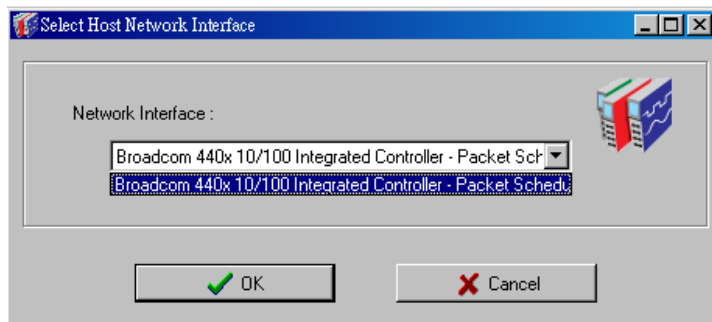 Select Host Network Interface
Network Interface :
Broadcom 440x 10/100 Integrated Controller - Packet Sch
Broadcom 440x 10/100 Integrated Controller - Packet Schedu
OK
Cancel